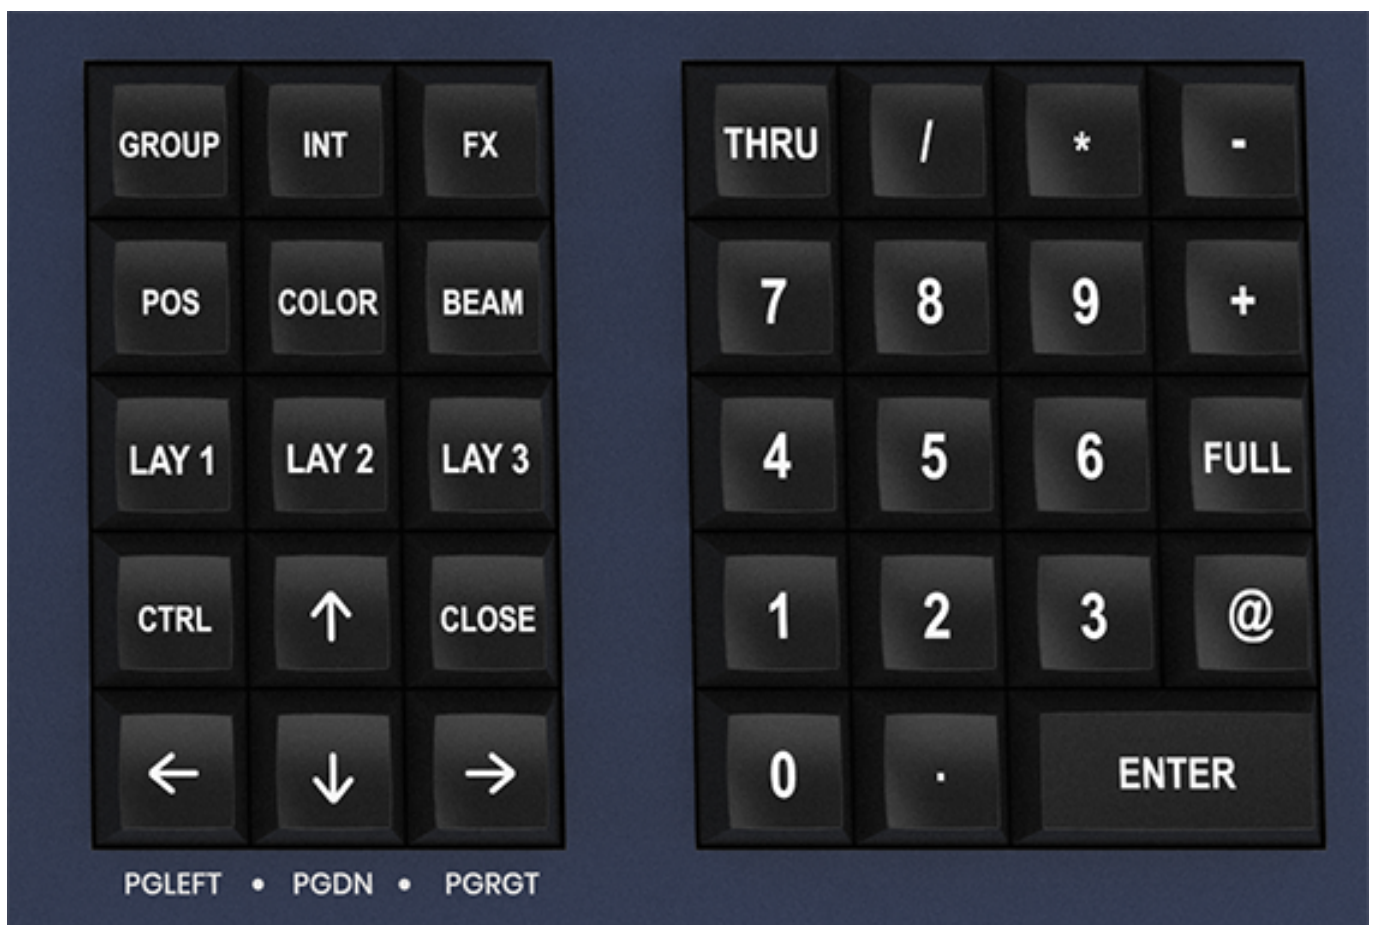 GROUP INT FX
POS COLOR BEAM
LAY 1 LAY 2 LAY 3
CTRL ↑ CLOSE
← ↓ →
PGLEFT • PGDN • PGRGT
THRU / * -
7 8 9 +
4 5 6 FULL
1 2 3 @
0 . ENTER